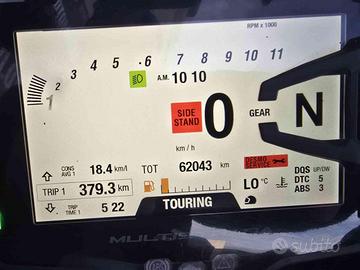 RPM x 1000
1 2 3 4 5 6 7 8 9 10 11
A.M. 10 10
SIDE STAND
0
km / h
GEAR
N
CONS AVG 1 18.4 km/l
TOT 62043 km
DESMO SERVICE
TRIP 1 379.3 km
LO °C
DQS UP/DW
DTC 5
ABS 3
TRIP TIME 1 5 22
TOURING
MULTIS
subito